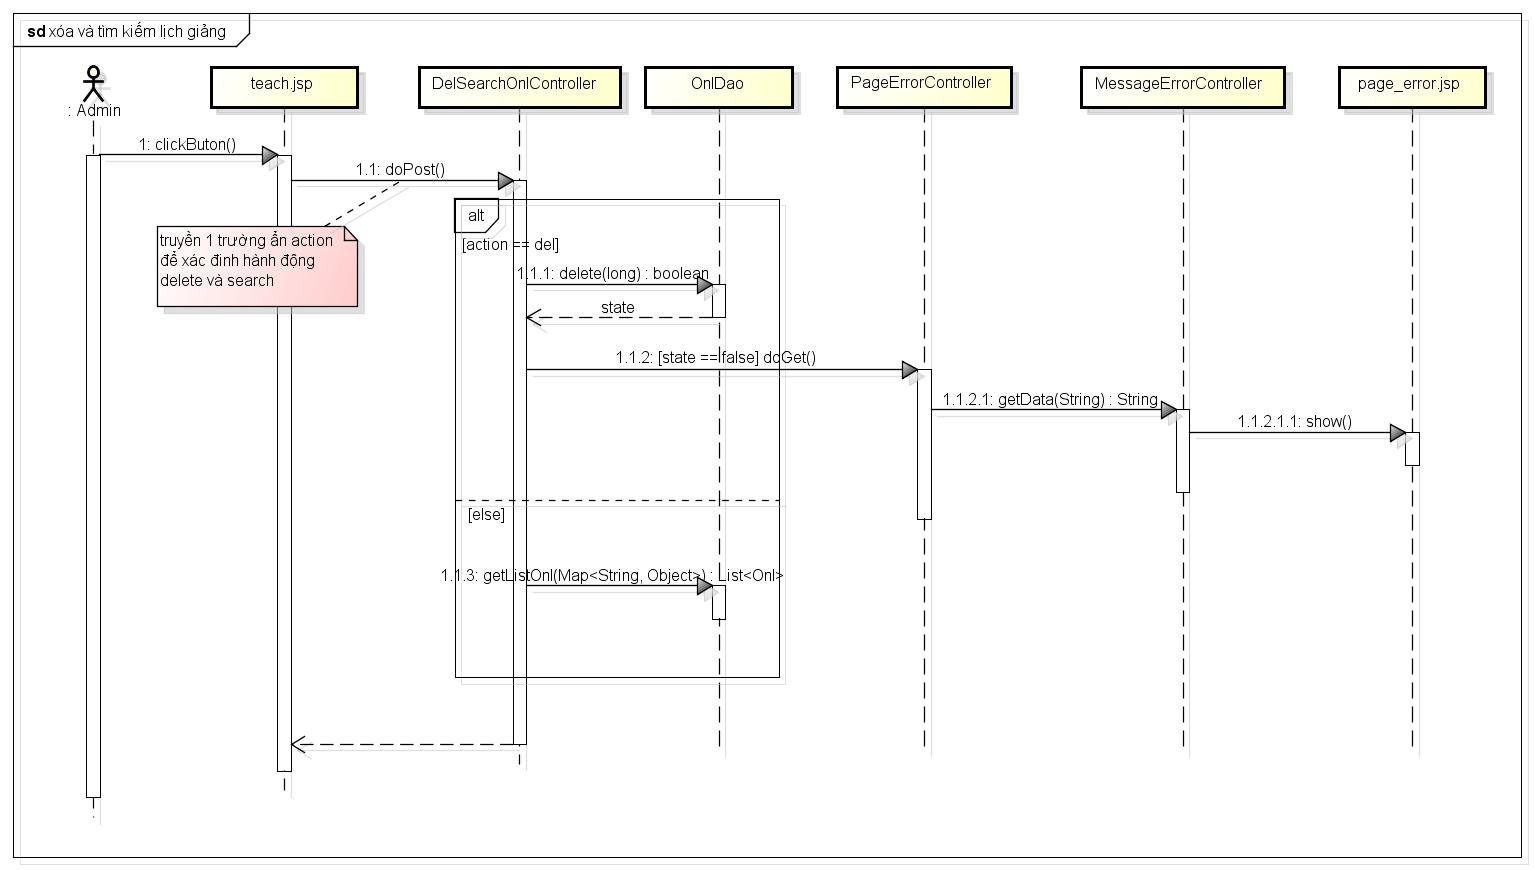 sd xóa và tìm kiếm lịch giảng
: Admin
teach.jsp
DelSearchOnlController
OnlDao
PageErrorController
MessageErrorController
page_error.jsp
1: clickButon()
1.1: doPost()
truyền 1 trường ẩn action
để xác đinh hành động
delete và search
alt
[action == del]
1.1.1: delete(long) : boolean
state
1.1.2: [state == false] doGet()
1.1.2.1: getData(String) : String
1.1.2.1.1: show()
[else]
1.1.3: getListOnl(Map<String, Object>) : List<Onl>